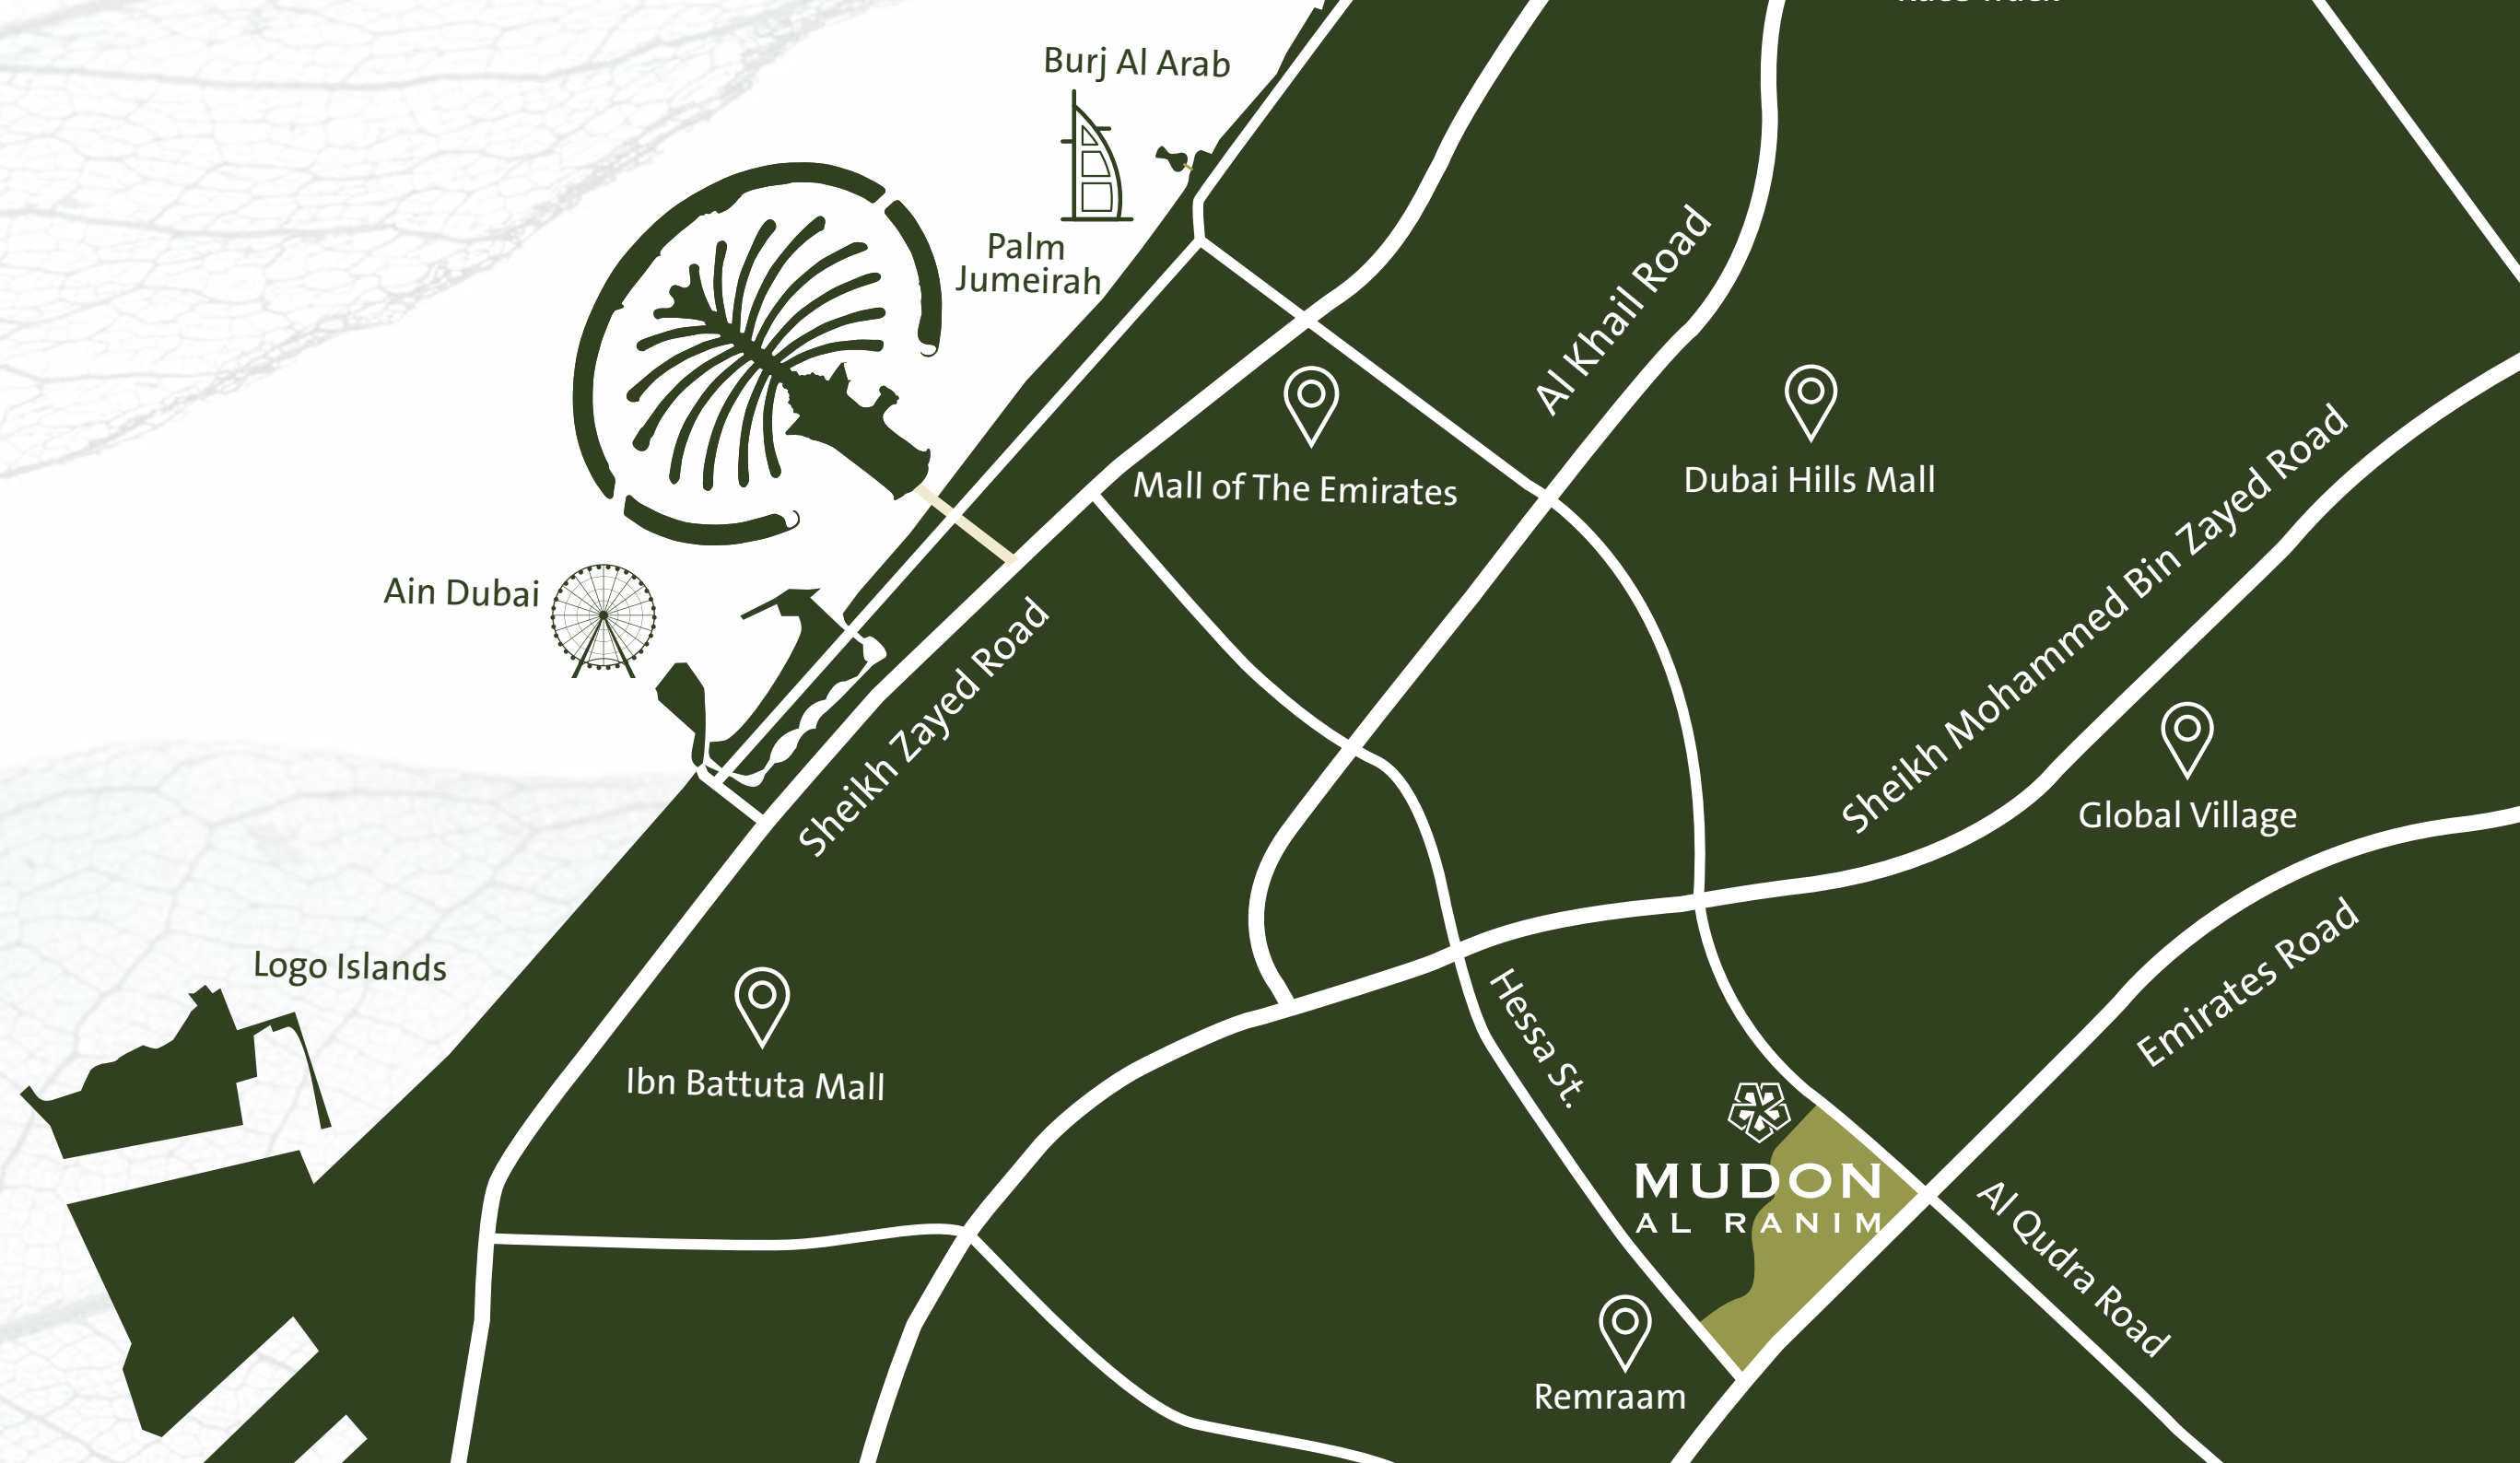 Burj Al Arab
Palm
Jumeirah
Al Khail Road
Mall of The Emirates
Dubai Hills Mall
Sheikh Mohammed Bin Zayed Road
Ain Dubai
Sheikh Zayed Road
Global Village
Emirates Road
Logo Islands
Ibn Battuta Mall
Hessa St.
MUDON
AL RANIM
Al Qudra Road
Remraam